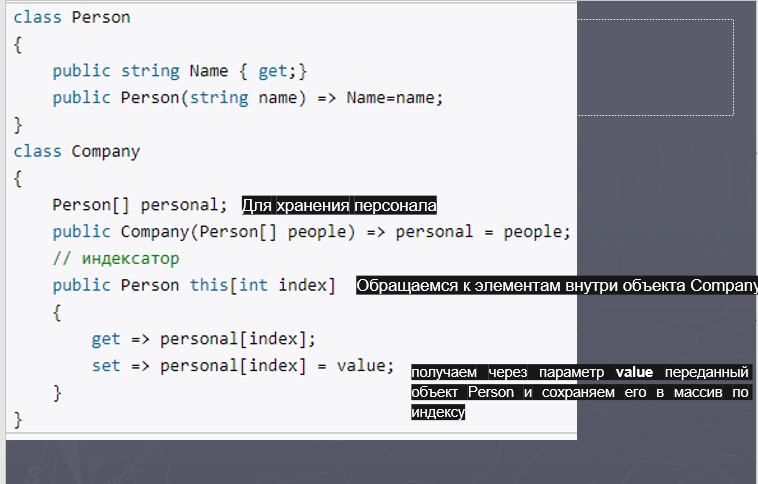 class Person
{
    public string Name { get;}
    public Person(string name) => Name=name;
}
class Company
{
    Person[] personal; Для хранения персонала
    public Company(Person[] people) => personal = people;
    // индексатор
    public Person this[int index] Обращаемся к элементам внутри объекта Company
    {
        get => personal[index];
        set => personal[index] = value;
получаем через параметр value переданный
объект Person и сохраняем его в массив по
    }
индексу
}